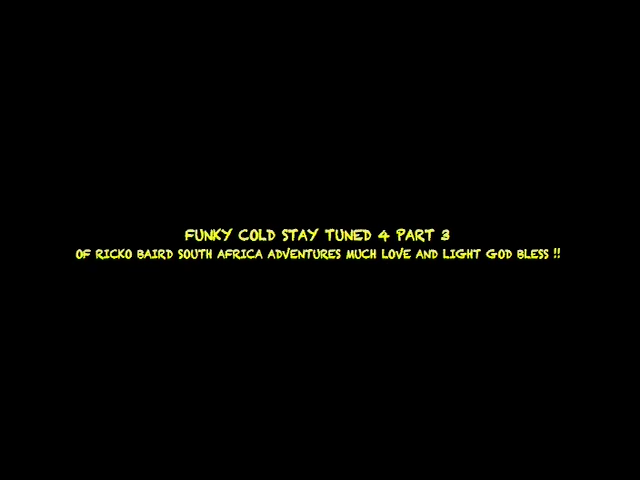 FUNKY COLD STAY TUNED 4 PART 3
OF RICKO BAIRD SOUTH AFRICA ADVENTURES MUCH LOVE AND LIGHT GOD BLESS !!